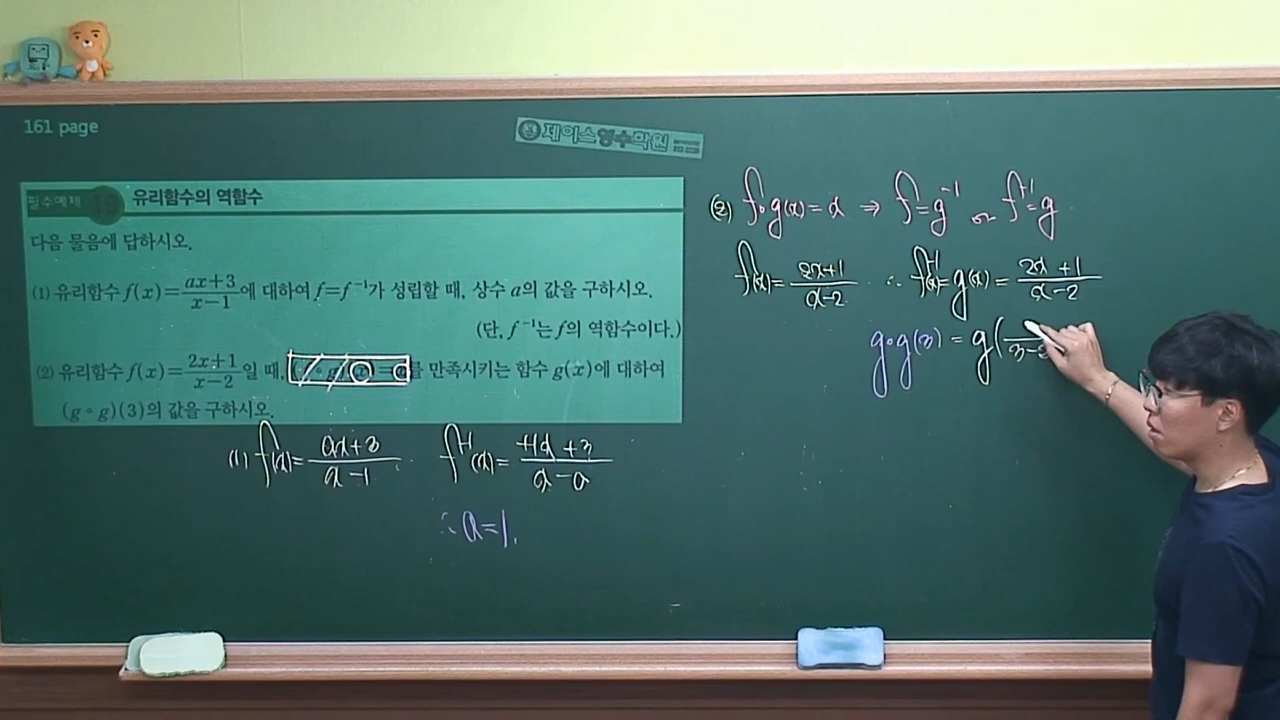 161 page
제이스영수학원
필수예제 19 유리함수의 역함수
다음 물음에 답하시오.
(1) 유리함수 f(x)=(ax+3)/(x−1)에 대하여 f=f⁻¹가 성립할 때, 상수 a의 값을 구하시오.
(단, f⁻¹는 f의 역함수이다.)
(2) 유리함수 f(x)=(2x+1)/(x−2)일 때, (f∘g)(x)=x를 만족시키는 함수 g(x)에 대하여
(g∘g)(3)의 값을 구하시오.
(1) f(x)=(ax+3)/(x−1) f⁻¹(x)=(+1x+3)/(x−a)
∴ a=1.
(2) f∘g(x)=x ⇒ f=g⁻¹ or f⁻¹=g
f(x)=(2x+1)/(x−2) ∴ f⁻¹(x)=g(x)=(2x+1)/(x−2)
g∘g(3)=g(
3−